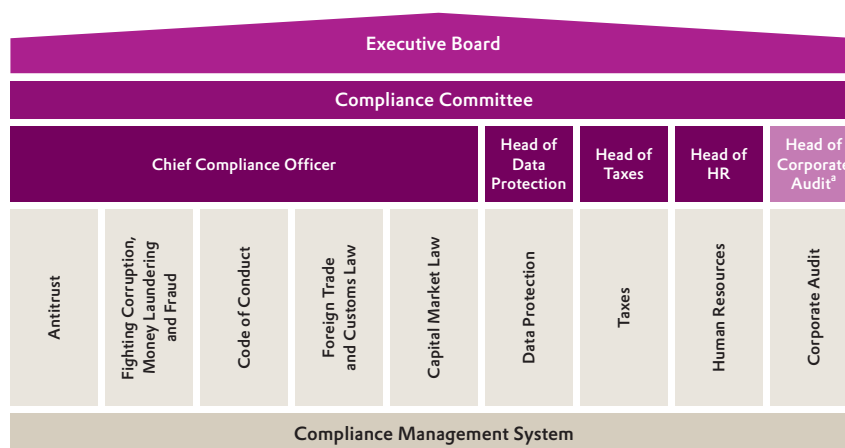 Executive Board
Compliance Committee
Chief Compliance Officer
Head of
Data
Protection
Head of
Taxes
Head of
HR
Head of
Corporate
Audit^a
Antitrust
Fighting Corruption,
Money Laundering
and Fraud
Code of Conduct
Foreign Trade
and Customs Law
Capital Market Law
Data Protection
Taxes
Human Resources
Corporate Audit
Compliance Management System